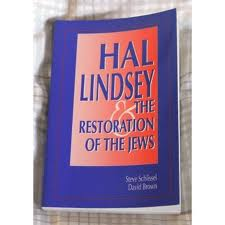 HAL
LINDSEY
& THE
RESTORATION
OF THE JEWS
Steve Schlissel
David Brown